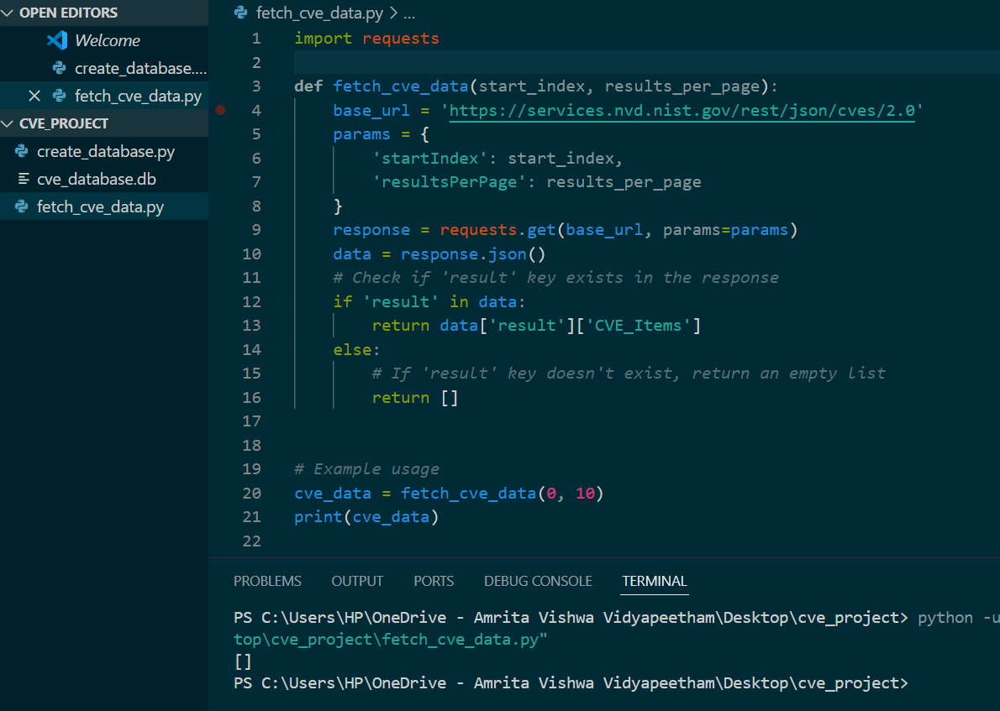 OPEN EDITORS
Welcome
create_database....
fetch_cve_data.py
CVE_PROJECT
create_database.py
cve_database.db
fetch_cve_data.py
fetch_cve_data.py > ...
1 import requests
2
3 def fetch_cve_data(start_index, results_per_page):
4     base_url = 'https://services.nvd.nist.gov/rest/json/cves/2.0'
5     params = {
6         'startIndex': start_index,
7         'resultsPerPage': results_per_page
8     }
9     response = requests.get(base_url, params=params)
10     data = response.json()
11     # Check if 'result' key exists in the response
12     if 'result' in data:
13         return data['result']['CVE_Items']
14     else:
15         # If 'result' key doesn't exist, return an empty list
16         return []
17
18
19 # Example usage
20 cve_data = fetch_cve_data(0, 10)
21 print(cve_data)
22
PROBLEMS OUTPUT PORTS DEBUG CONSOLE TERMINAL
PS C:\Users\HP\OneDrive - Amrita Vishwa Vidyapeetham\Desktop\cve_project> python -u
top\cve_project\fetch_cve_data.py"
[]
PS C:\Users\HP\OneDrive - Amrita Vishwa Vidyapeetham\Desktop\cve_project>